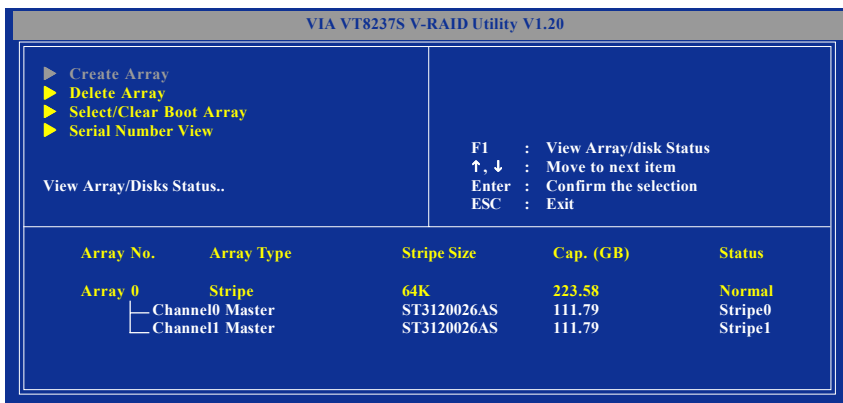 VIA VT8237S V-RAID Utility V1.20
Create Array
Delete Array
Select/Clear Boot Array
Serial Number View
View Array/Disks Status..
F1 : View Array/disk Status
↑, ↓ : Move to next item
Enter : Confirm the selection
ESC : Exit
Array No. Array Type Stripe Size Cap. (GB) Status
Array 0 Stripe 64K 223.58 Normal
Channel0 Master ST3120026AS 111.79 Stripe0
Channel1 Master ST3120026AS 111.79 Stripe1